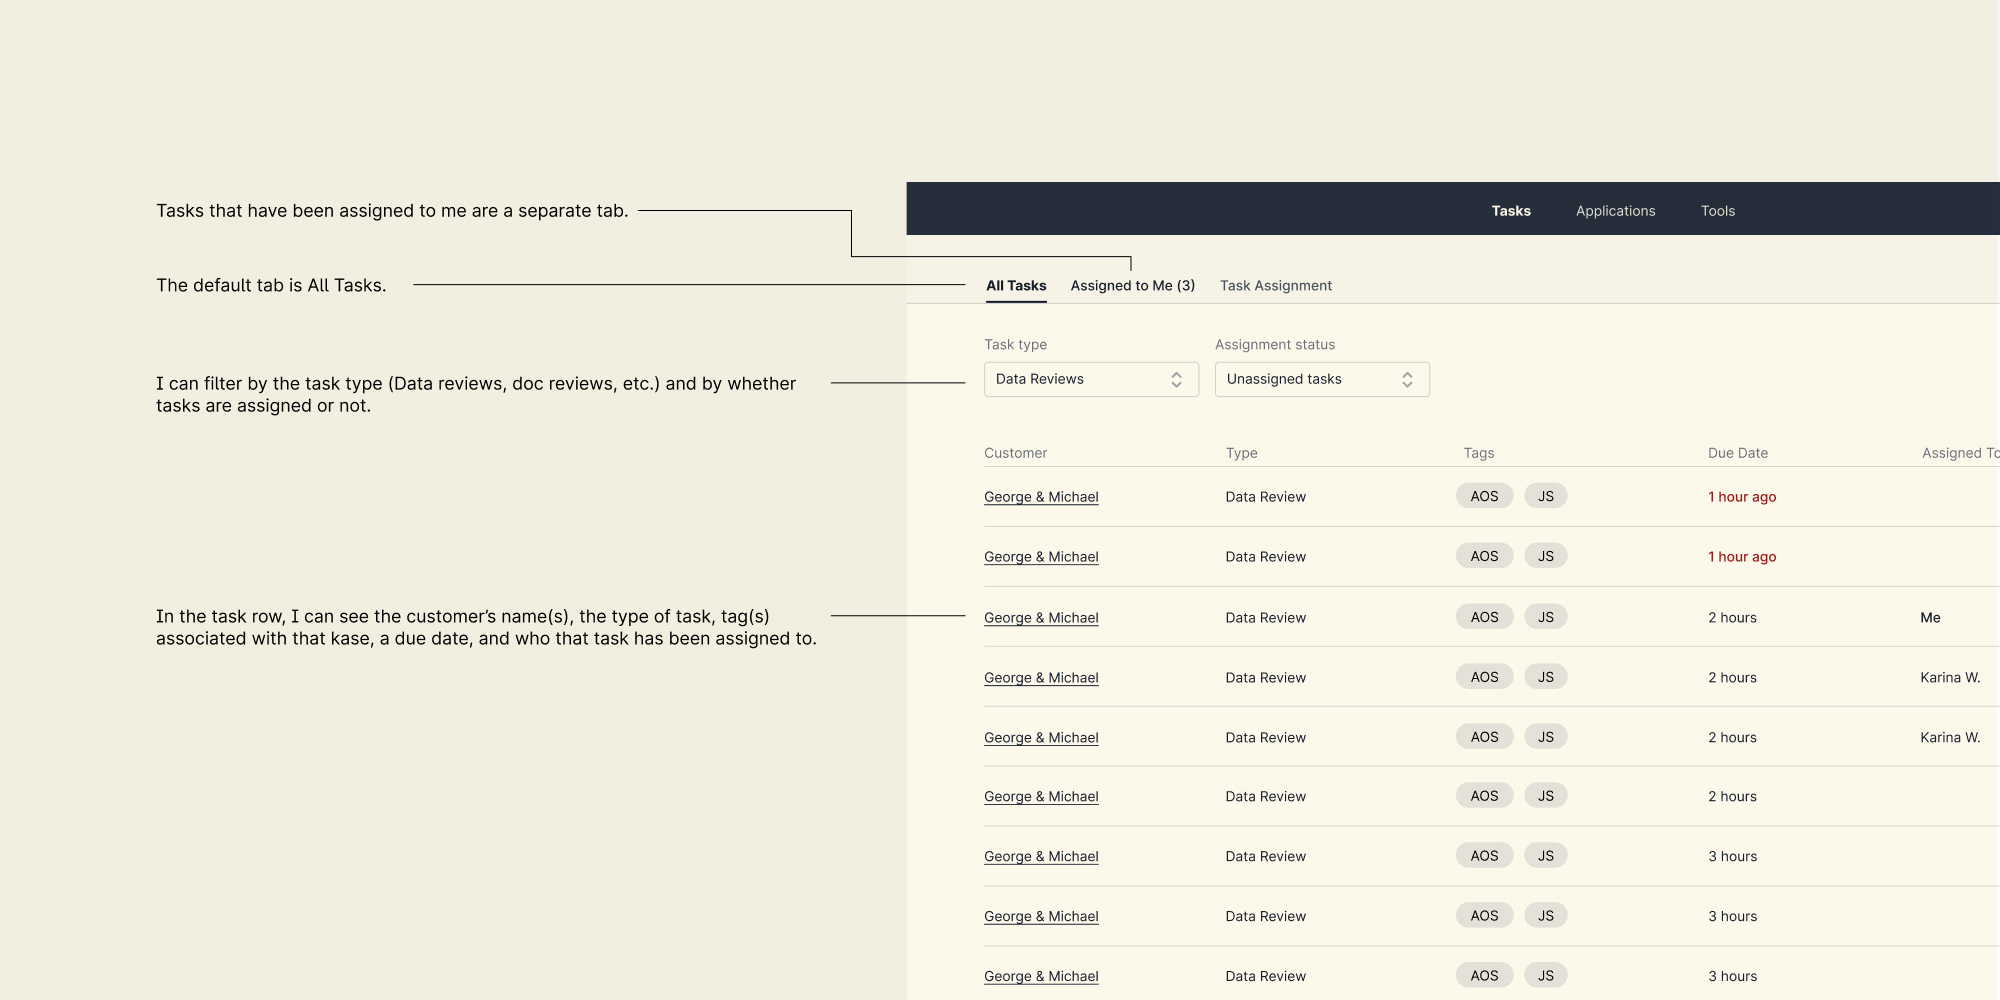 Tasks that have been assigned to me are a separate tab.
The default tab is All Tasks.
I can filter by the task type (Data reviews, doc reviews, etc.) and by whether
tasks are assigned or not.
In the task row, I can see the customer’s name(s), the type of task, tag(s)
associated with that kase, a due date, and who that task has been assigned to.
Tasks Applications Tools
All Tasks Assigned to Me (3) Task Assignment
Task type Assignment status
Data Reviews Unassigned tasks
Customer Type Tags Due Date Assigned To
George & Michael Data Review AOS JS 1 hour ago
George & Michael Data Review AOS JS 1 hour ago
George & Michael Data Review AOS JS 2 hours Me
George & Michael Data Review AOS JS 2 hours Karina W.
George & Michael Data Review AOS JS 2 hours Karina W.
George & Michael Data Review AOS JS 2 hours
George & Michael Data Review AOS JS 3 hours
George & Michael Data Review AOS JS 3 hours
George & Michael Data Review AOS JS 3 hours